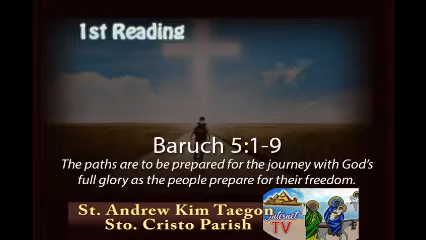 1st Reading
Baruch 5:1-9
The paths are to be prepared for the journey with God's
full glory as the people prepare for their freedom.
St. Andrew Kim Taegon
Sto. Cristo Parish
Internet
TV